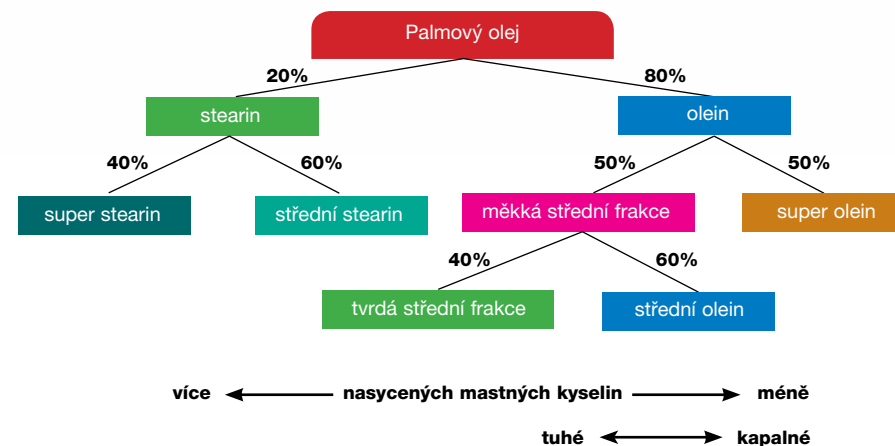 Palmový olej
20%
80%
stearin
olein
40%
60%
50%
50%
super stearin
střední stearin
měkká střední frakce
super olein
40%
60%
tvrdá střední frakce
střední olein
více nasycených mastných kyselin méně
tuhé kapalné